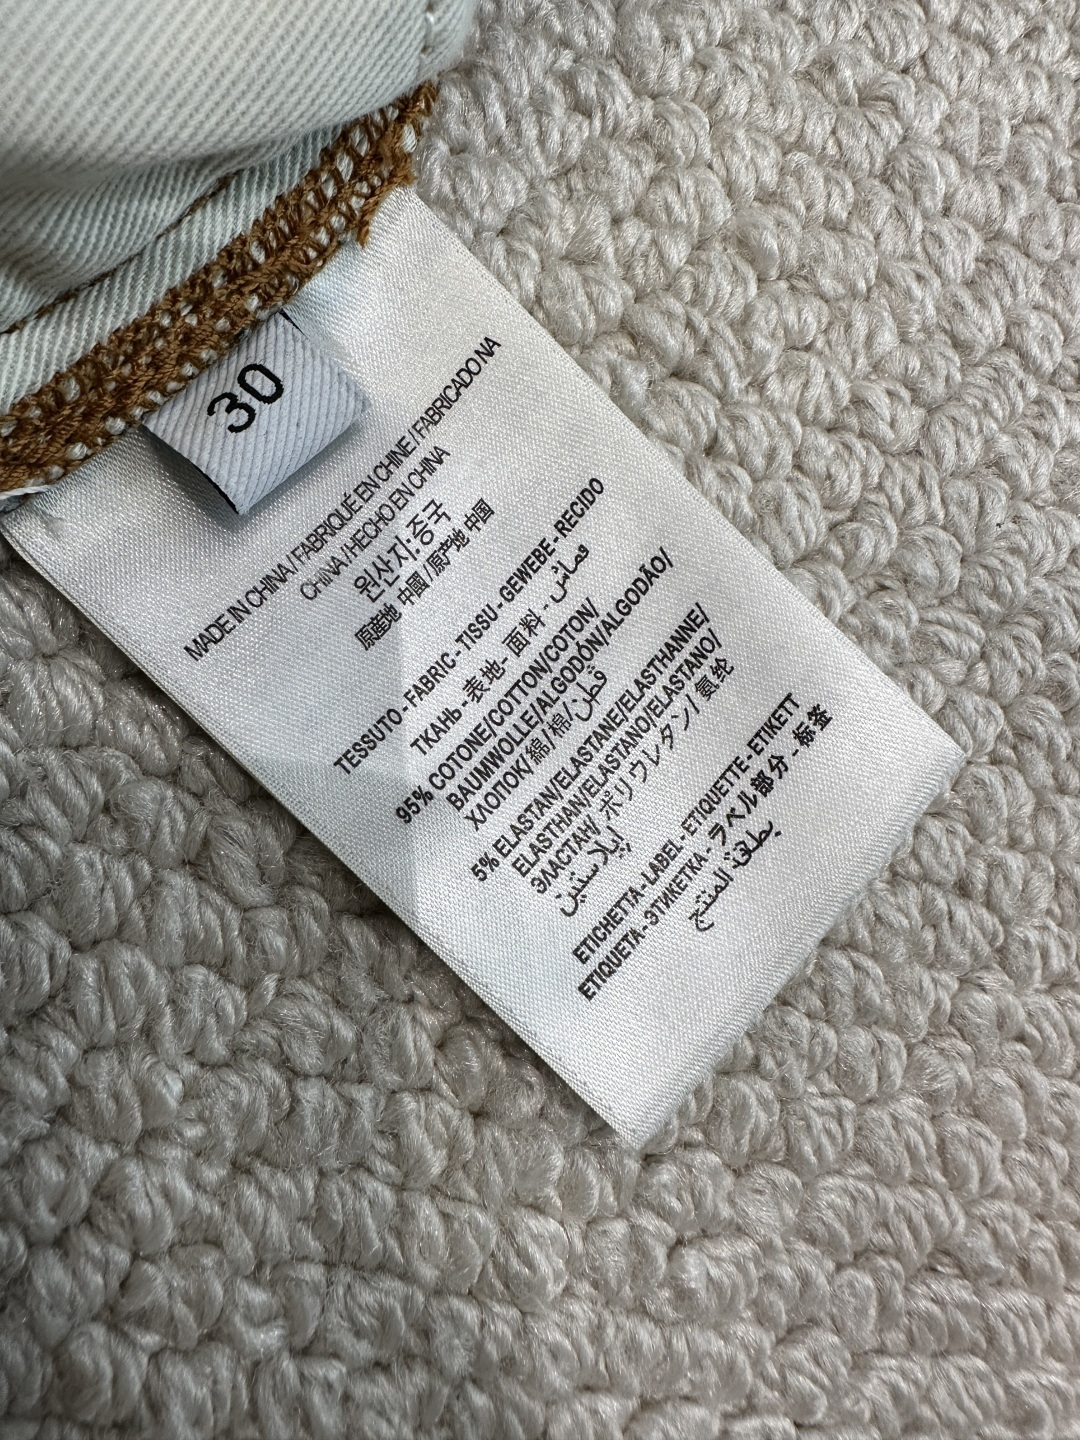 30
MADE IN CHINA / FABRIQUÉ EN CHINE / FABRICADO NA
CHINA / HECHO EN CHINA
원산지:중국
原産地 中國 / 原产地 中国
TESSUTO - FABRIC - TISSU - GEWEBE - RECIDO
ТКАНЬ - 表地 - 面料 - قماش
95% COTONE/COTTON/COTON/
BAUMWOLLE/ALGODÓN/ALGODÃO/
ХЛОПОК/ 綿/ 棉/ قطن/
5% ELASTAN/ELASTANE/ELASTHANNE/
ELASTHAN/ELASTANO/ELASTANO/
ЭЛАСТАН/ ポリウレタン/ 氨纶
إيلاستين
ETICHETTA - LABEL - ETIQUETTE - ETIKETT
ETIQUETA - ЭТИКЕТКА - ラベル部分 - 标签
بطاقة المنتج